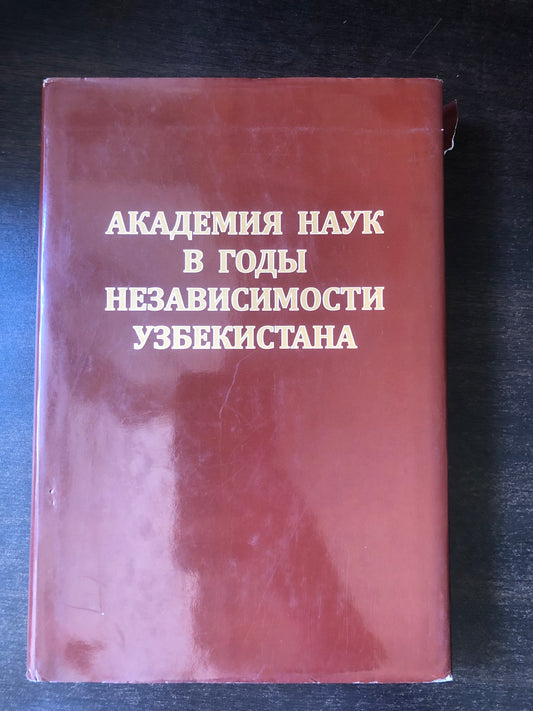 АКАДЕМИЯ НАУК
В ГОДЫ
НЕЗАВИСИМОСТИ
УЗБЕКИСТАНА